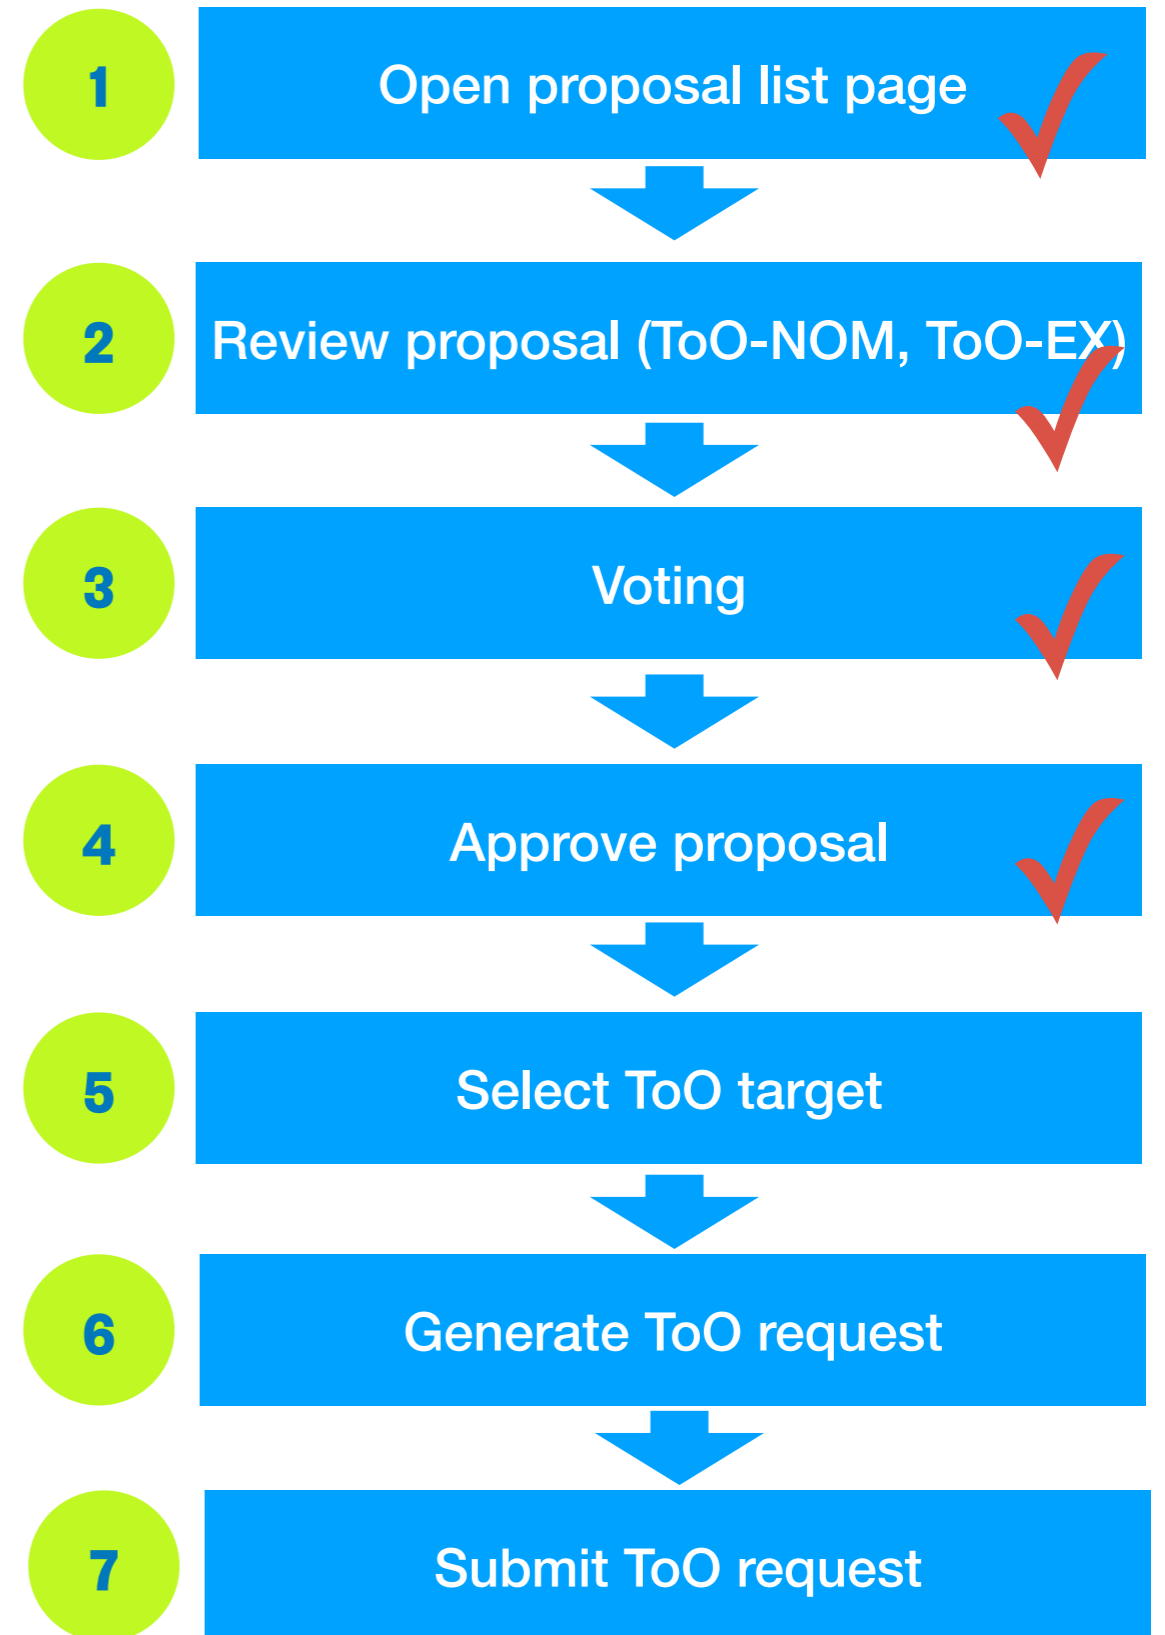 1
Open proposal list page
2
Review proposal (ToO-NOM, ToO-EX)
3
Voting
4
Approve proposal
5
Select ToO target
6
Generate ToO request
7
Submit ToO request